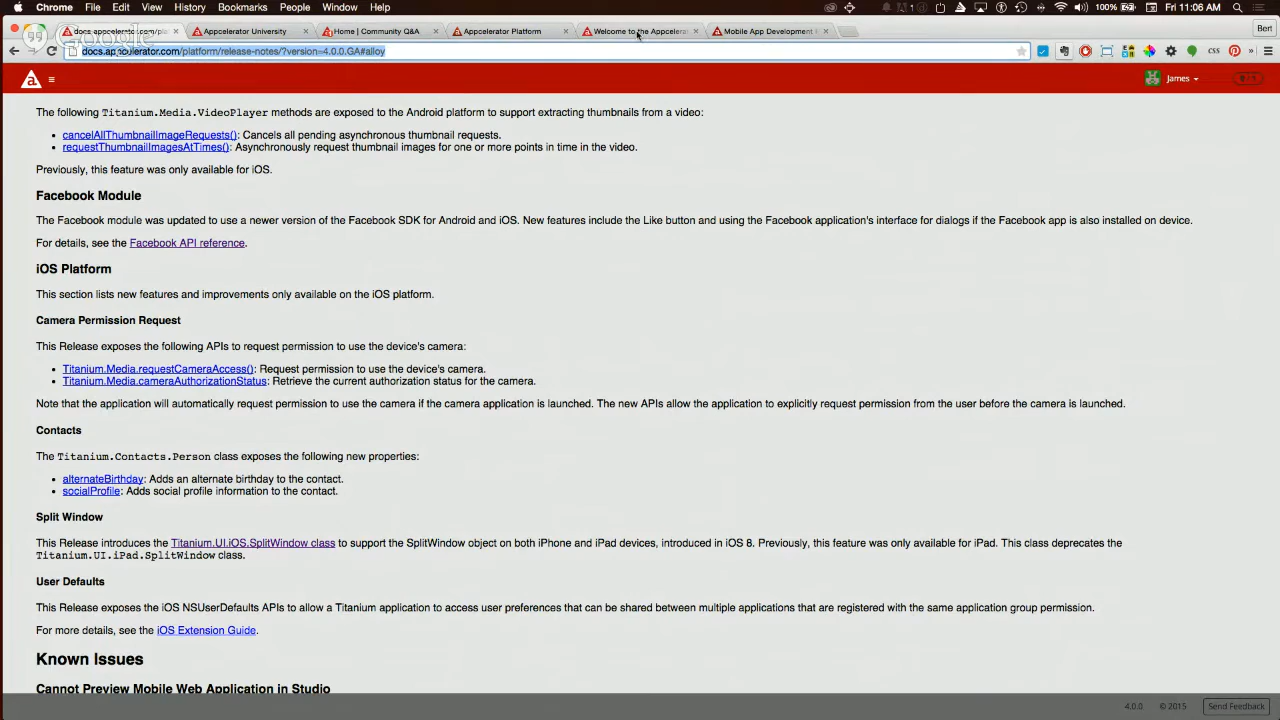 Chrome File Edit View History Bookmarks People Window Help 100% Fri 11:06 AM
docs.appcelerator.com/pla Appcelerator University Home | Community Q&A Appcelerator Platform Welcome to the Appcelerat Mobile App Development Bert
Google
docs.appcelerator.com/platform/release-notes/?version=4.0.0.GA#alloy
James
The following Titanium.Media.VideoPlayer methods are exposed to the Android platform to support extracting thumbnails from a video:
• cancelAllThumbnailImageRequests(): Cancels all pending asynchronous thumbnail requests.
• requestThumbnailImagesAtTimes(): Asynchronously request thumbnail images for one or more points in time in the video.
Previously, this feature was only available for iOS.
Facebook Module
The Facebook module was updated to use a newer version of the Facebook SDK for Android and iOS. New features include the Like button and using the Facebook application's interface for dialogs if the Facebook app is also installed on device.
For details, see the Facebook API reference.
iOS Platform
This section lists new features and improvements only available on the iOS platform.
Camera Permission Request
This Release exposes the following APIs to request permission to use the device's camera:
• Titanium.Media.requestCameraAccess(): Request permission to use the device's camera.
• Titanium.Media.cameraAuthorizationStatus: Retrieve the current authorization status for the camera.
Note that the application will automatically request permission to use the camera if the camera application is launched. The new APIs allow the application to explicitly request permission from the user before the camera is launched.
Contacts
The Titanium.Contacts.Person class exposes the following new properties:
• alternateBirthday: Adds an alternate birthday to the contact.
• socialProfile: Adds social profile information to the contact.
Split Window
This Release introduces the Titanium.UI.iOS.SplitWindow class to support the SplitWindow object on both iPhone and iPad devices, introduced in iOS 8. Previously, this feature was only available for iPad. This class deprecates the
Titanium.UI.iPad.SplitWindow class.
User Defaults
This Release exposes the iOS NSUserDefaults APIs to allow a Titanium application to access user preferences that can be shared between multiple applications that are registered with the same application group permission.
For more details, see the iOS Extension Guide.
Known Issues
Cannot Preview Mobile Web Application in Studio
4.0.0 © 2015 Send Feedback